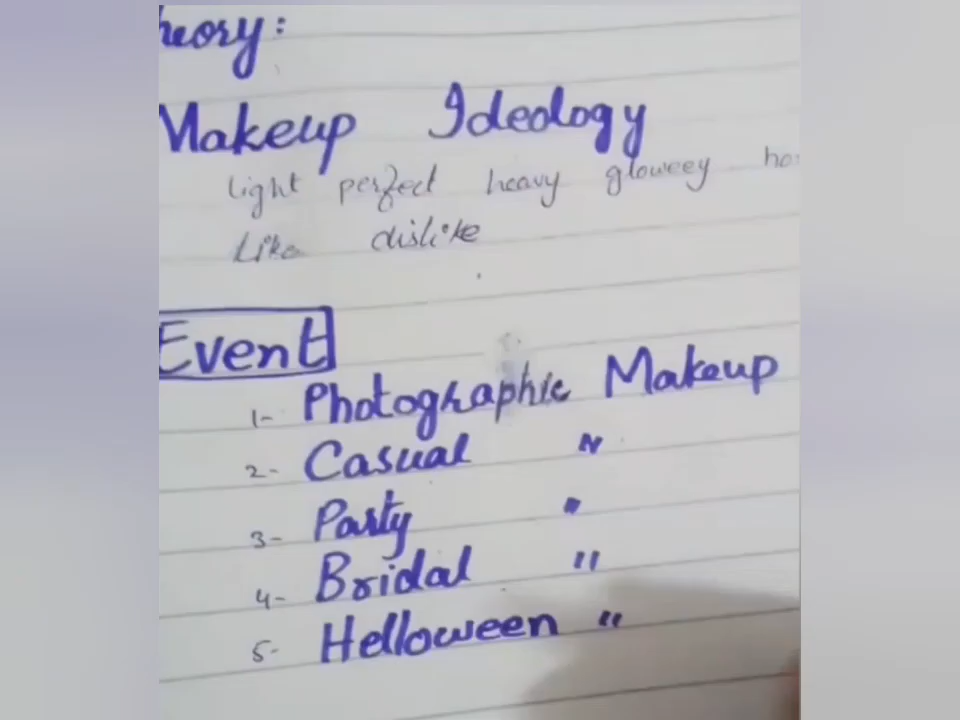 heory:
Makeup Ideology
light perfect heavy gloweey
Like dislike
Event
1- Photographic Makeup
2- Casual "
3- Party "
4- Bridal "
5- Helloween "